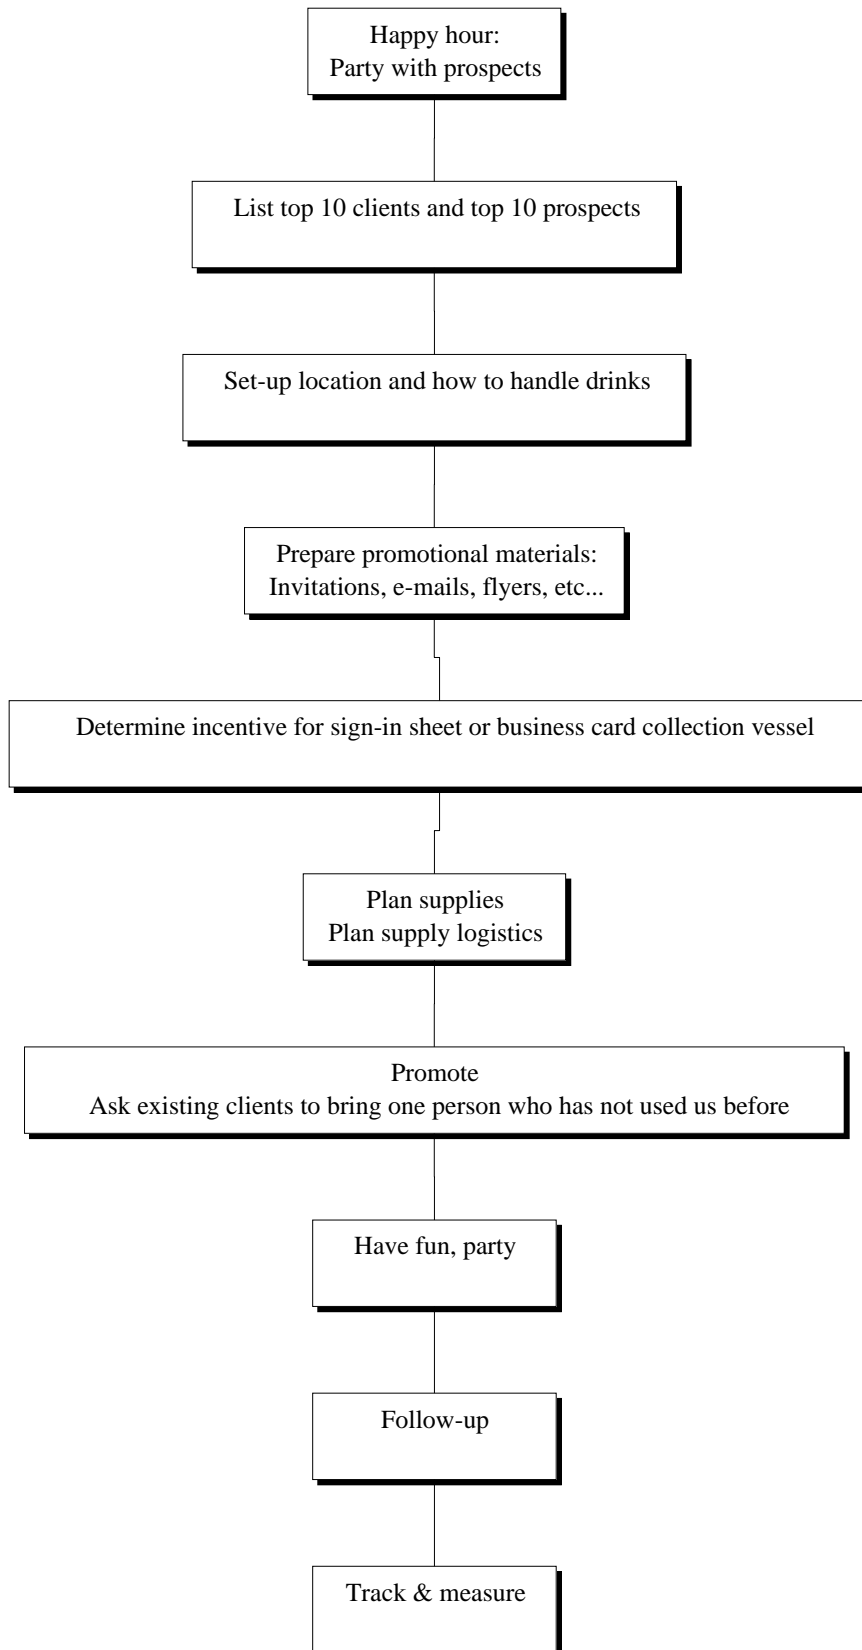 Happy hour:
Party with prospects
List top 10 clients and top 10 prospects
Set-up location and how to handle drinks
Prepare promotional materials:
Invitations, e-mails, flyers, etc...
Determine incentive for sign-in sheet or business card collection vessel
Plan supplies
Plan supply logistics
Promote
Ask existing clients to bring one person who has not used us before
Have fun, party
Follow-up
Track & measure